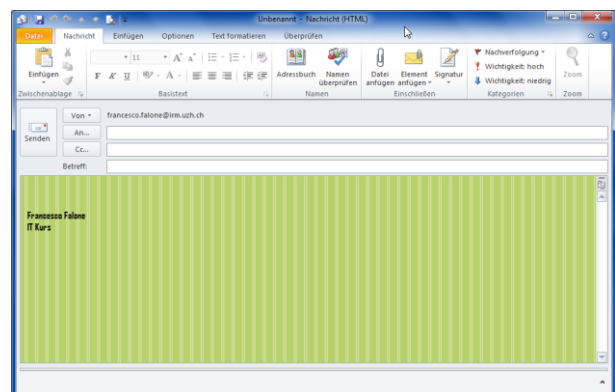 Unbenannt - Nachricht (HTML)
Datei Nachricht Einfügen Optionen Text formatieren Überprüfen
Einfügen
Zwischenablage
11
F K U
Basistext
Adressbuch
Namen überprüfen
Namen
Datei anfügen
Element anfügen
Signatur
Einschließen
Nachverfolgung
Wichtigkeit: hoch
Wichtigkeit: niedrig
Kategorien
Zoom
Zoom
Senden
Von francesco.falone@irm.uzh.ch
An...
Cc...
Betreff:
Francesco Falone
IT Kurs